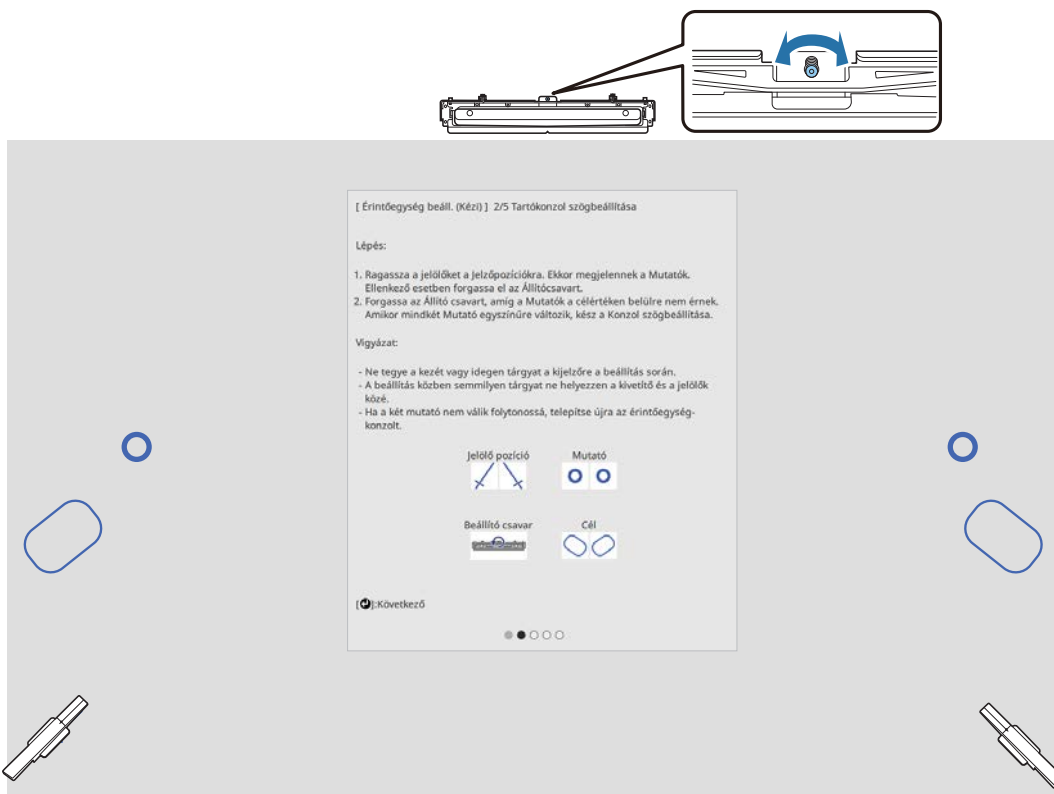 [ Érintőegység beáll. (Kézi) ] 2/5 Tartókonzol szögbeállítása
Lépés:
1. Ragassza a jelölőket a Jelzőpozíciókra. Ekkor megjelennek a Mutatók.
Ellenkező esetben forgassa el az Állítócsavart.
2. Forgassa az Állító csavart, amíg a Mutatók a célértéken belülre nem érnek.
Amikor mindkét Mutató egyszínűre változik, kész a Konzol szögbeállítása.
Vigyázat:
- Ne tegye a kezét vagy idegen tárgyat a kijelzőre a beállítás során.
- A beállítás közben semmilyen tárgyat ne helyezzen a kivetítő és a jelölők
közé.
- Ha a két mutató nem válik folytonossá, telepítse újra az érintőegység-
konzolt.
Jelölő pozíció Mutató
Beállító csavar Cél
[ ]:Következő